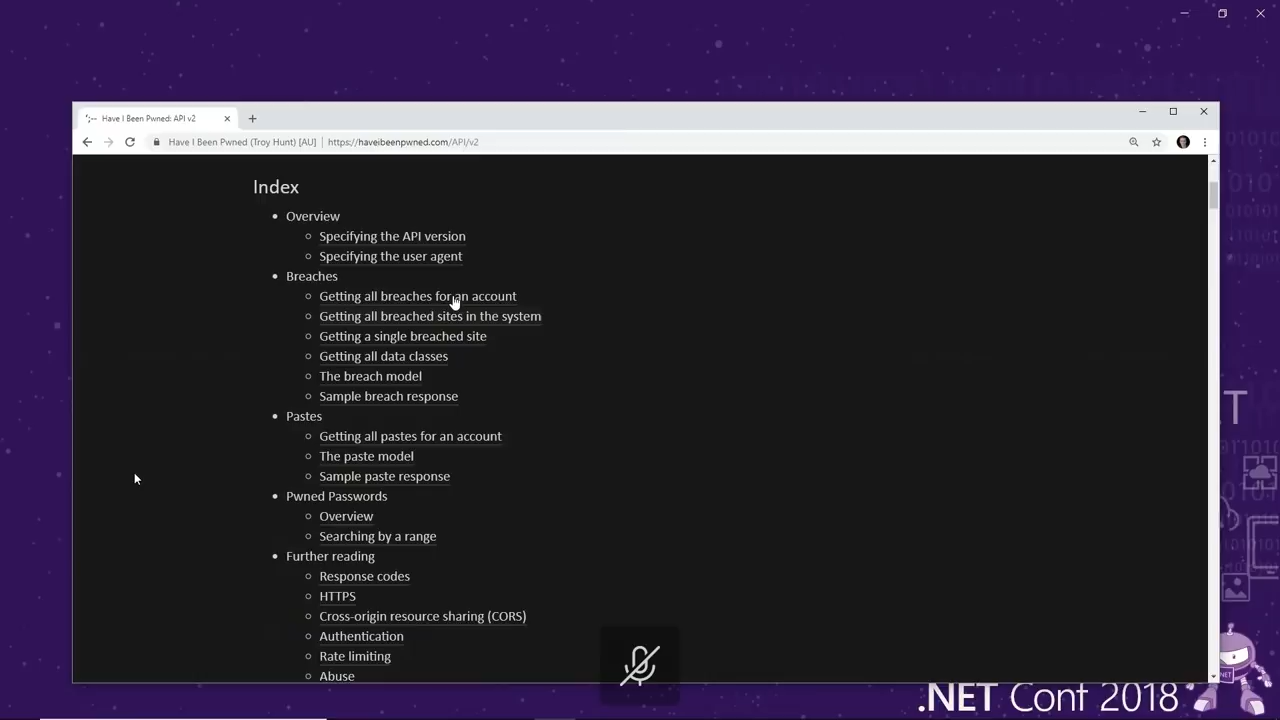 Have I Been Pwned: API v2
Have I Been Pwned (Troy Hunt) [AU] | https://haveibeenpwned.com/API/v2
Index
Overview
Specifying the API version
Specifying the user agent
Breaches
Getting all breaches for an account
Getting all breached sites in the system
Getting a single breached site
Getting all data classes
The breach model
Sample breach response
Pastes
Getting all pastes for an account
The paste model
Sample paste response
Pwned Passwords
Overview
Searching by a range
Further reading
Response codes
HTTPS
Cross-origin resource sharing (CORS)
Authentication
Rate limiting
Abuse
.NET Conf 2018